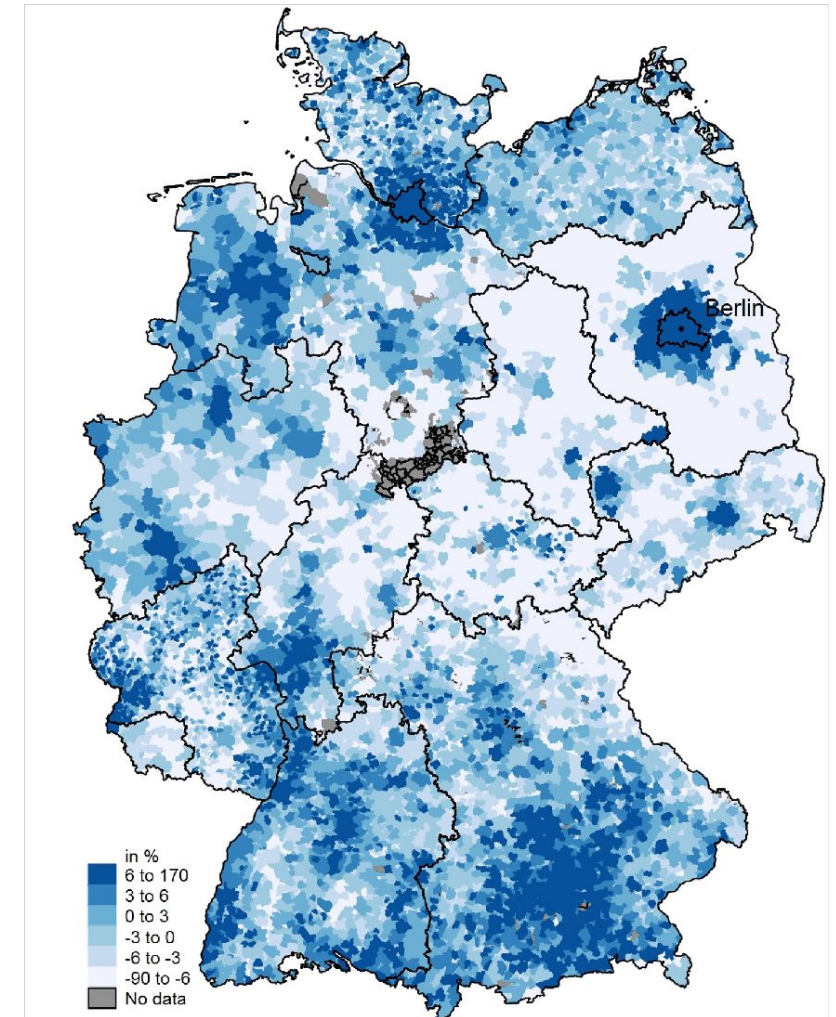 Berlin
in %
6 to 170
3 to 6
0 to 3
-3 to 0
-6 to -3
-90 to -6
No data